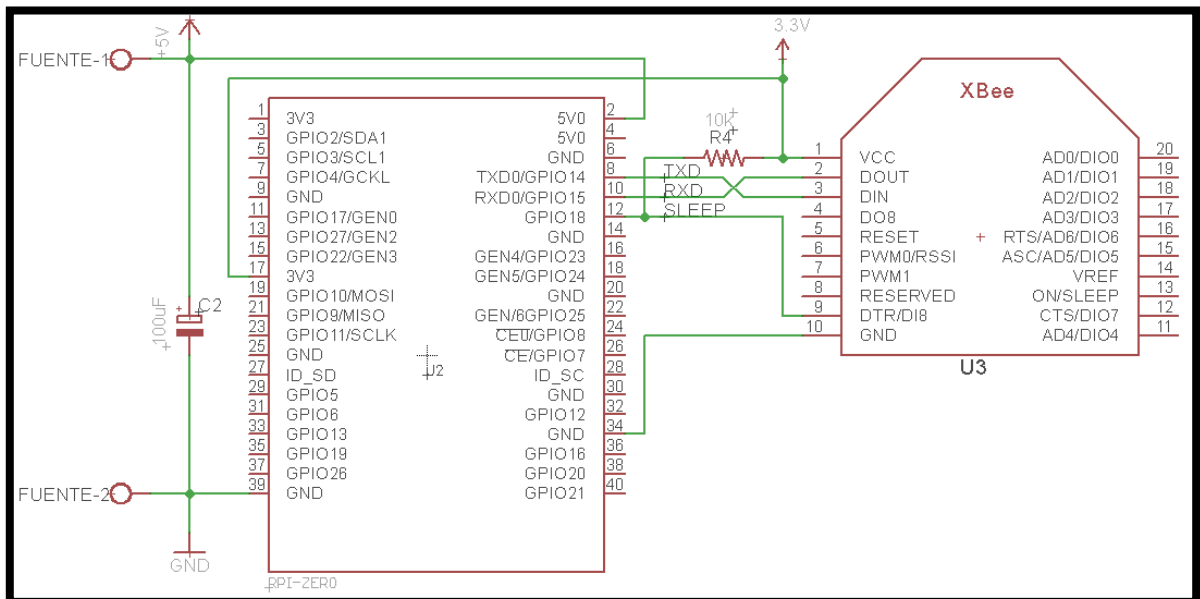 FUENTE-1
+5V
3.3V
XBee
10K
R4
TXD
RXD
SLEEP
1 3V3 5V0 2
3 GPIO2/SDA1 5V0 4
5 GPIO3/SCL1 GND 6
7 GPIO4/GCKL TXD0/GPIO14 8
9 GND RXD0/GPIO15 10
11 GPIO17/GEN0 GPIO18 12
13 GPIO27/GEN2 GND 14
15 GPIO22/GEN3 GEN4/GPIO23 16
17 3V3 GEN5/GPIO24 18
19 GPIO10/MOSI GND 20
21 GPIO9/MISO GEN/6GPIO25 22
23 GPIO11/SCLK CE0/GPIO8 24
25 GND CE/GPIO7 26
27 ID_SD ID_SC 28
29 GPIO5 GND 30
31 GPIO6 GPIO12 32
33 GPIO13 GND 34
35 GPIO19 GPIO16 36
37 GPIO26 GPIO20 38
39 GND GPIO21 40
U2
RPI-ZERO
1 VCC AD0/DIO0 20
2 DOUT AD1/DIO1 19
3 DIN AD2/DIO2 18
4 DO8 AD3/DIO3 17
5 RESET RTS/AD6/DIO6 16
6 PWM0/RSSI ASC/AD5/DIO5 15
7 PWM1 VREF 14
8 RESERVED ON/SLEEP 13
9 DTR/DI8 CTS/DIO7 12
10 GND AD4/DIO4 11
U3
C2
100uF
FUENTE-2
GND